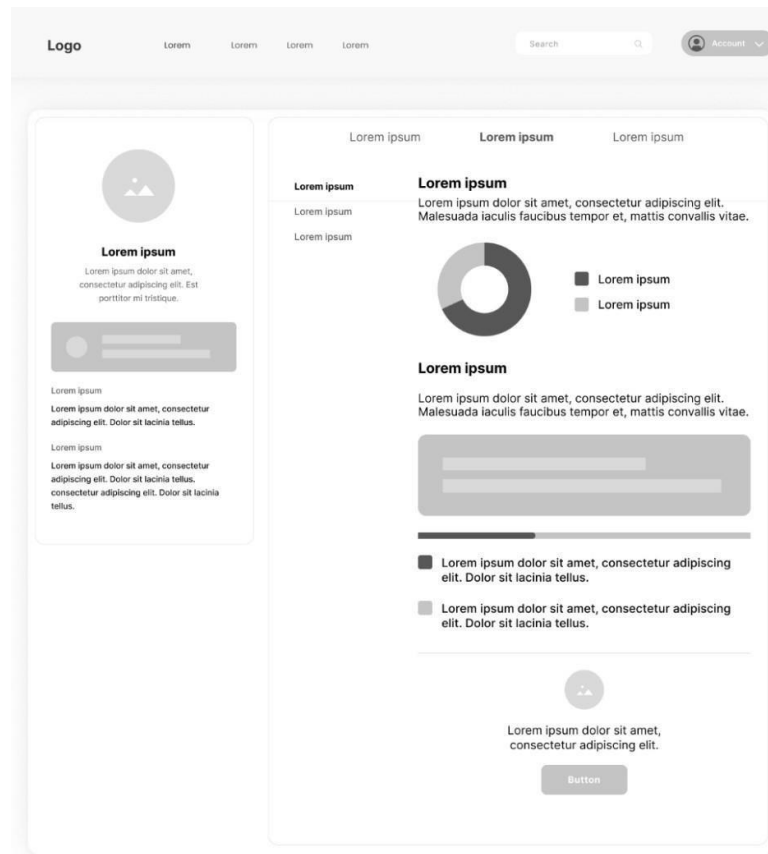 Logo
Lorem
Lorem
Lorem
Lorem
Search
Account
Lorem ipsum
Lorem ipsum dolor sit amet,
consectetur adipiscing elit. Est
porttitor mi tristique.
Lorem ipsum
Lorem ipsum dolor sit amet, consectetur
adipiscing elit. Dolor sit lacinia tellus.
Lorem ipsum
Lorem ipsum dolor sit amet, consectetur
adipiscing elit. Dolor sit lacinia tellus.
consectetur adipiscing elit. Dolor sit lacinia
tellus.
Lorem ipsum
Lorem ipsum
Lorem ipsum
Lorem ipsum
Lorem ipsum
Lorem ipsum
Lorem ipsum
Lorem ipsum dolor sit amet, consectetur adipiscing elit.
Malesuada iaculis faucibus tempor et, mattis convallis vitae.
Lorem ipsum
Lorem ipsum
Lorem ipsum
Lorem ipsum dolor sit amet, consectetur adipiscing elit.
Malesuada iaculis faucibus tempor et, mattis convallis vitae.
Lorem ipsum dolor sit amet, consectetur adipiscing
elit. Dolor sit lacinia tellus.
Lorem ipsum dolor sit amet, consectetur adipiscing
elit. Dolor sit lacinia tellus.
Lorem ipsum dolor sit amet,
consectetur adipiscing elit.
Button